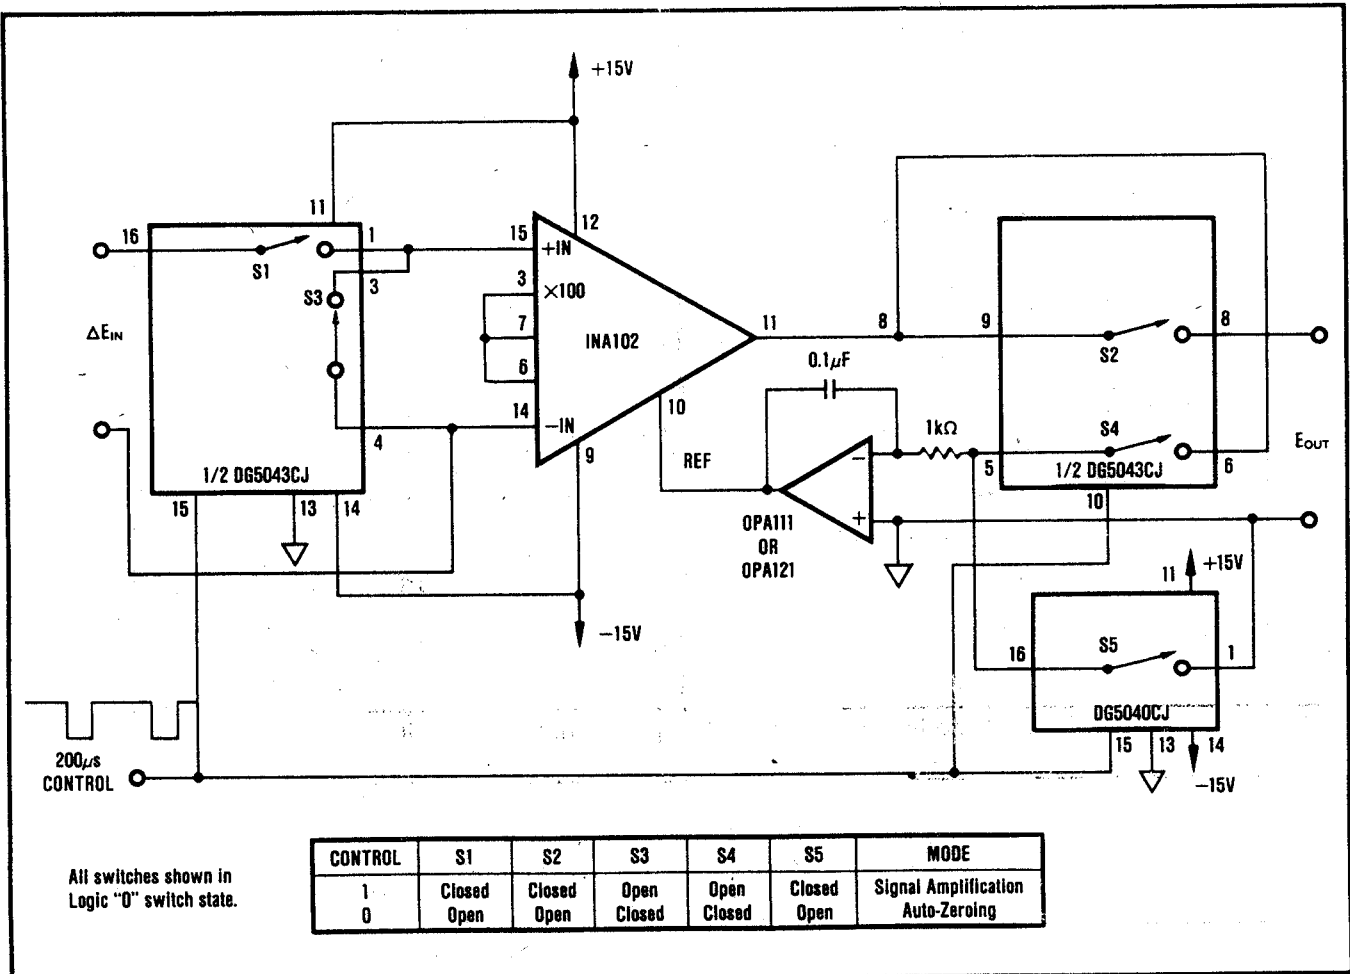 +15V
11
12
16
1
15
+IN
S1
3
S3
3
×100
ΔEIN
7
INA102
11
8
9
8
S2
6
0.1μF
14
−IN
10
1kΩ
S4
4
9
REF
−
5
6
EOUT
1/2 DG5043CJ
1/2 DG5043CJ
15
13
14
+
10
OPA111
OR
OPA121
11
+15V
−15V
16
S5
1
DG5040CJ
200μs
CONTROL
15
13
14
−15V
All switches shown in
Logic "0" switch state.
CONTROL S1 S2 S3 S4 S5 MODE
1 Closed Closed Open Open Closed Signal Amplification
0 Open Open Closed Closed Open Auto-Zeroing